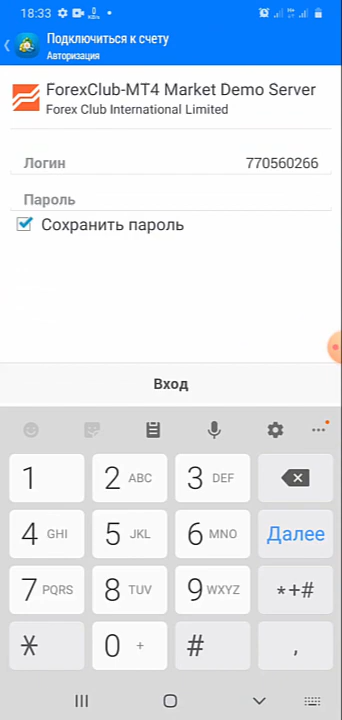 18:33
Подключиться к счету
Авторизация
ForexClub-MT4 Market Demo Server
Forex Club International Limited
Логин 770560266
Пароль
Сохранить пароль
Вход
1 2 ABC 3 DEF
4 GHI 5 JKL 6 MNO Далее
7 PQRS 8 TUV 9 WXYZ *+#
* 0 + # ,